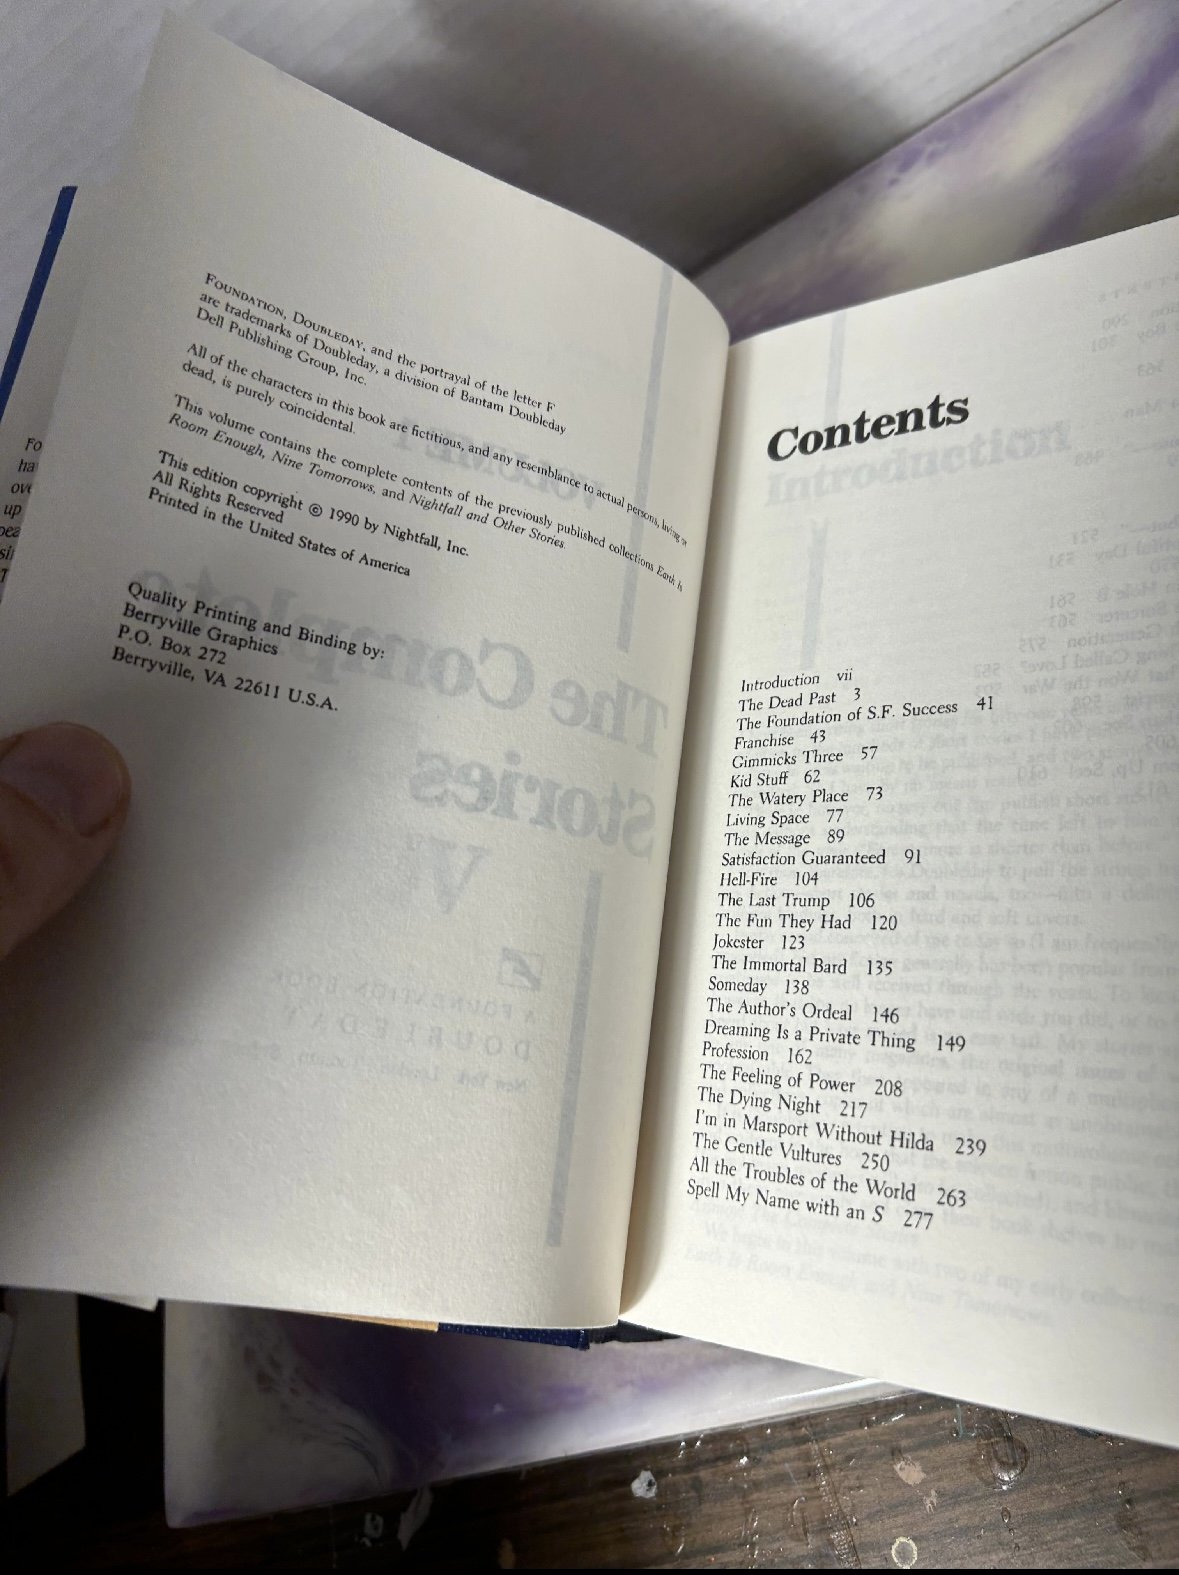 FOUNDATION, DOUBLEDAY, and the portrayal of the letter F
are trademarks of Doubleday, a division of Bantam Doubleday
Dell Publishing Group, Inc.
All of the characters in this book are fictitious, and any resemblance to actual persons, living or
dead, is purely coincidental.
This volume contains the complete contents of the previously published collections Earth Is
Room Enough, Nine Tomorrows, and Nightfall and Other Stories.
This edition copyright © 1990 by Nightfall, Inc.
All Rights Reserved
Printed in the United States of America
Quality Printing and Binding by:
Berryville Graphics
P.O. Box 272
Berryville, VA 22611 U.S.A.
Contents
Introduction vii
The Dead Past 3
The Foundation of S.F. Success 41
Franchise 43
Gimmicks Three 57
Kid Stuff 62
The Watery Place 73
Living Space 77
The Message 89
Satisfaction Guaranteed 91
Hell-Fire 104
The Last Trump 106
The Fun They Had 120
Jokester 123
The Immortal Bard 135
Someday 138
The Author's Ordeal 146
Dreaming Is a Private Thing 149
Profession 162
The Feeling of Power 208
The Dying Night 217
I'm in Marsport Without Hilda 239
The Gentle Vultures 250
All the Troubles of the World 263
Spell My Name with an S 277